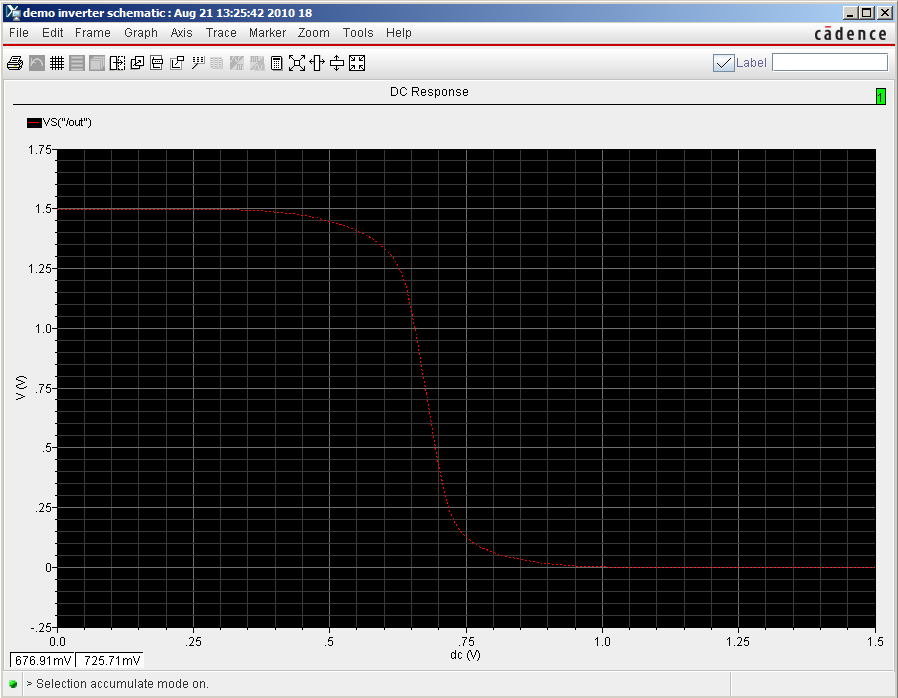 demo inverter schematic : Aug 21 13:25:42 2010 18
File Edit Frame Graph Axis Trace Marker Zoom Tools Help
cādence
Label
DC Response
1
VS("/out")
1.75
1.5
1.25
1.0
.75
.5
.25
0
-.25
V (V)
0.0 .25 .5 .75 1.0 1.25 1.5
dc (V)
676.91mV 725.71mV
> Selection accumulate mode on.